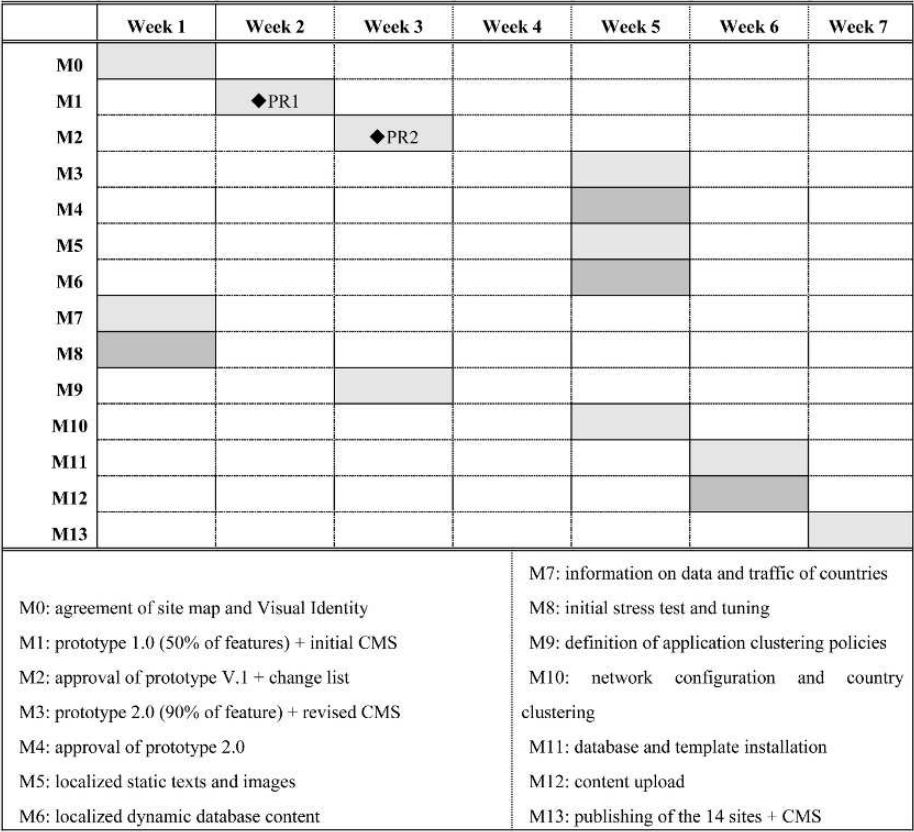 Week 1 Week 2 Week 3 Week 4 Week 5 Week 6 Week 7
M0
M1 ◆PR1
M2 ◆PR2
M3
M4
M5
M6
M7
M8
M9
M10
M11
M12
M13
M0: agreement of site map and Visual Identity
M1: prototype 1.0 (50% of features) + initial CMS
M2: approval of prototype V.1 + change list
M3: prototype 2.0 (90% of feature) + revised CMS
M4: approval of prototype 2.0
M5: localized static texts and images
M6: localized dynamic database content
M7: information on data and traffic of countries
M8: initial stress test and tuning
M9: definition of application clustering policies
M10: network configuration and country
clustering
M11: database and template installation
M12: content upload
M13: publishing of the 14 sites + CMS